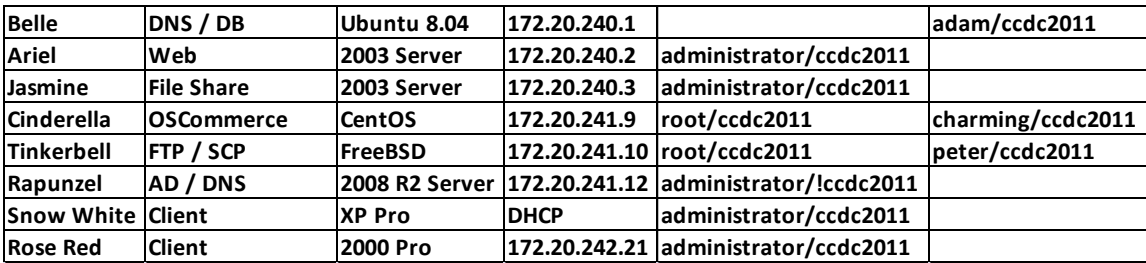 Belle DNS / DB Ubuntu 8.04 172.20.240.1 adam/ccdc2011
Ariel Web 2003 Server 172.20.240.2 administrator/ccdc2011
Jasmine File Share 2003 Server 172.20.240.3 administrator/ccdc2011
Cinderella OSCommerce CentOS 172.20.241.9 root/ccdc2011 charming/ccdc2011
Tinkerbell FTP / SCP FreeBSD 172.20.241.10 root/ccdc2011 peter/ccdc2011
Rapunzel AD / DNS 2008 R2 Server 172.20.241.12 administrator/!ccdc2011
Snow White Client XP Pro DHCP administrator/ccdc2011
Rose Red Client 2000 Pro 172.20.242.21 administrator/ccdc2011